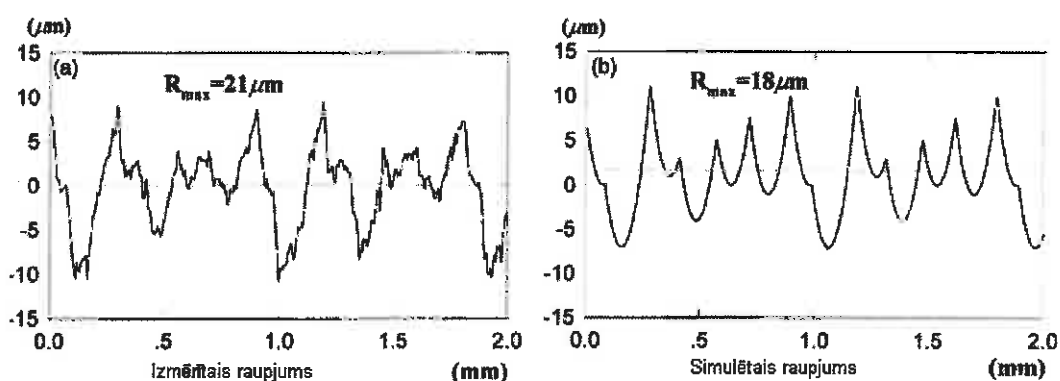 (μm)
15
(a)
R_max=21μm
10
5
0
-5
-10
-15
0.0 .5 1.0 1.5 2.0
Izmērītais raupjums (mm)
(μm)
15
(b)
R_max=18μm
10
5
0
-5
-10
-15
0.0 .5 1.0 1.5 2.0
Simulētais raupjums (mm)